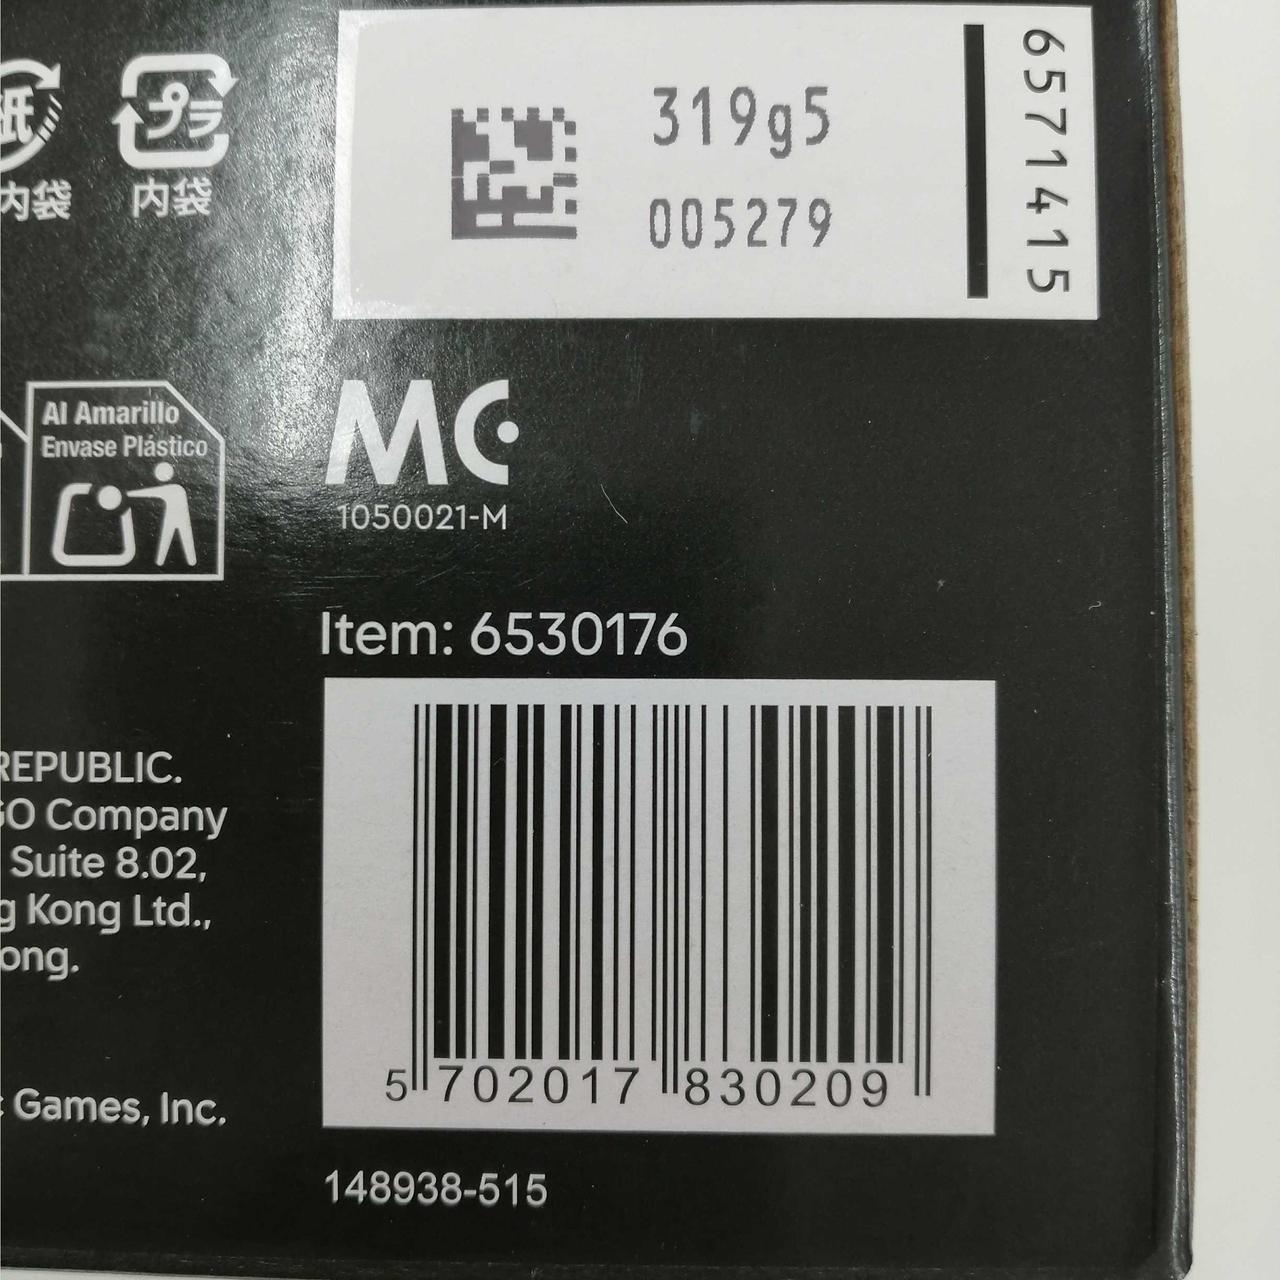 紙
プラ
内袋
内袋
319g5
005279
6571415
Al Amarillo
Envase Plástico
MC
1050021-M
Item: 6530176
REPUBLIC.
GO Company
Suite 8.02,
g Kong Ltd.,
ong.
c Games, Inc.
5 702017 830209
148938-515